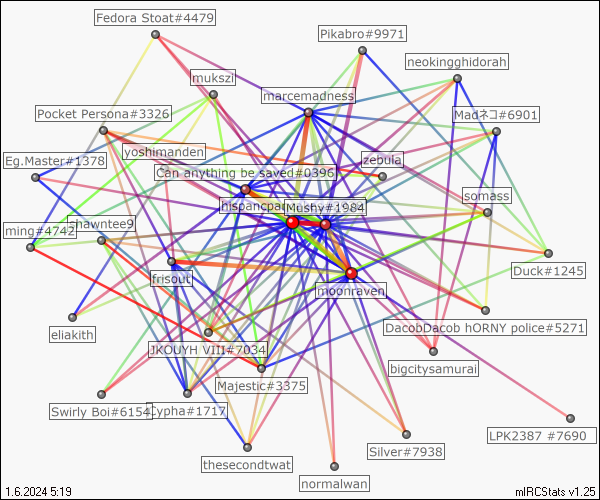 Fedora Stoat#4479
Pikabro#9971
neokingghidorah
mukszi
marcemadness
Pocket Persona#3326
Madネコ#6901
yoshimanden
zebula
Eg.Master#1378
Can anything be saved#0396
somass
hispancpan
Mushy#1984
ming#4742
shawntee9
Duck#1245
frisout
moonraven
eliakith
DacobDacob hORNY police#5271
JKOUYH VIII#7034
bigcitysamurai
Majestic#3375
Swirly Boi#6154
Cypha#1717
LPK2387 #7690
Silver#7938
thesecondtwat
normalwan
1.6.2024 5:19
mIRCStats v1.25